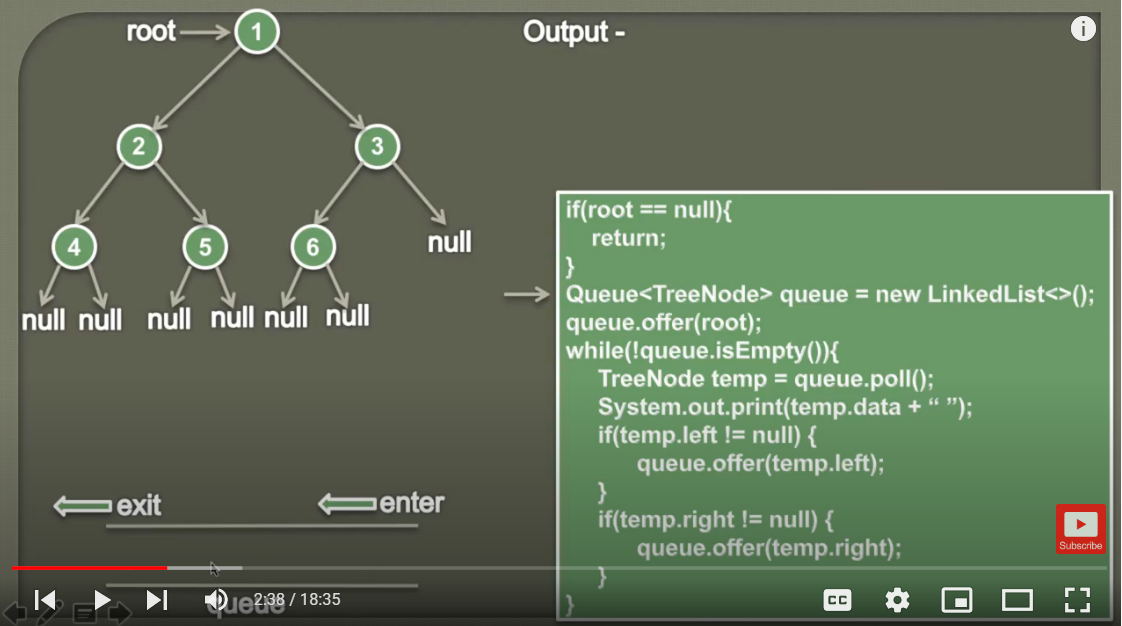 root
1
Output -
2
3
4
5
6
null
null null null null null null
if(root == null){
return;
}
Queue<TreeNode> queue = new LinkedList<>();
queue.offer(root);
while(!queue.isEmpty()){
TreeNode temp = queue.poll();
System.out.print(temp.data + “ ”);
if(temp.left != null) {
queue.offer(temp.left);
}
if(temp.right != null) {
queue.offer(temp.right);
}
}
exit
enter
queue
Subscribe
2:38 / 18:35
CC
i